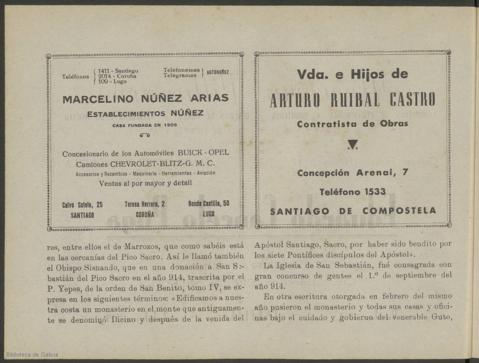 Teléfonos
1411 - Santiago
2014 - Coruña
109 - Lugo
Telefonemas
Telegramas
AUTONÚÑEZ
MARCELINO NÚÑEZ ARIAS
ESTABLECIMIENTOS NÚÑEZ
CASA FUNDADA EN 1906
Concesionario de los Automóviles BUICK - OPEL
Camiones CHEVROLET-BLITZ-G. M. C.
Accesorios y Recambios - Maquinaria - Herramientas - Aviación
Ventas al por mayor y detall
Calvo Sotelo, 25
SANTIAGO
Teresa Herrera, 2
CORUÑA
Ronda Castilla, 50
LUGO
Vda. e Hijos de
ARTURO RUIBAL CASTRO
Contratista de Obras
Concepción Arenal, 7
Teléfono 1533
SANTIAGO DE COMPOSTELA
ros, entre ellos el de Marrozos, que como sabéis está
en las cercanías del Pico Sacro. Así le llamó también
el Obispo Sisnando, que en una donación a San Se-
bastián del Pico Sacro en el año 914, trascrita por el
P. Yepes, de la orden de San Benito, tomo IV, se ex-
presa en los siguientes términos: «Edificamos a nues-
tra costa un monasterio en el monte que antiguamen-
te se denominó Ilicino y después de la venida del
Apóstol Santiago, Sacro, por haber sido bendito por
los siete Pontífices discípulos del Apóstol».
La Iglesia de San Sebastián, fué consagrada con
gran concurso de gentes el 1.º de septiembre del
año 914.
En otra escritura otorgada en febrero del mismo
año pasieron el monasterio y todas sus casas y ofici-
nas bajo el cuidado y gobierno del venerable Guto,
Biblioteca de Galicia